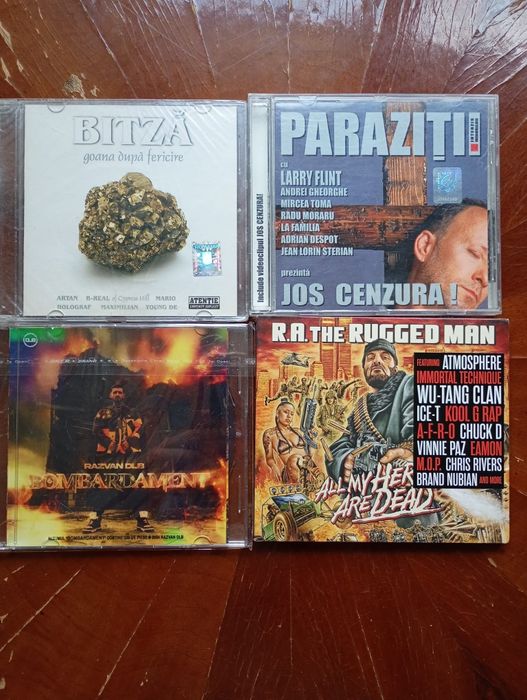 BITZĂ
goana după fericire
ARTAN B-REAL of Cypress Hill MARIO
HOLOGRAF MAXIMILIAN YOUNG DE
ATENȚIE
PARAZIȚII
cu
LARRY FLINT
ANDREI GHEORGHE
MIRCEA TOMA
RADU MORARU
LA FAMILIA
ADRIAN DESPOT
JEAN LORIN STERIAN
prezintă
JOS CENZURA !
include videoclipul JOS CENZURA!
DLB
RAZVAN DLB
BOMBARDAMENT
R.A. THE RUGGED MAN
FEATURING ATMOSPHERE
IMMORTAL TECHNIQUE
WU-TANG CLAN
ICE-T KOOL G RAP
A-F-R-O CHUCK D
VINNIE PAZ EAMON
M.O.P. CHRIS RIVERS
BRAND NUBIAN AND MORE
ALL MY HER
ARE DEAD